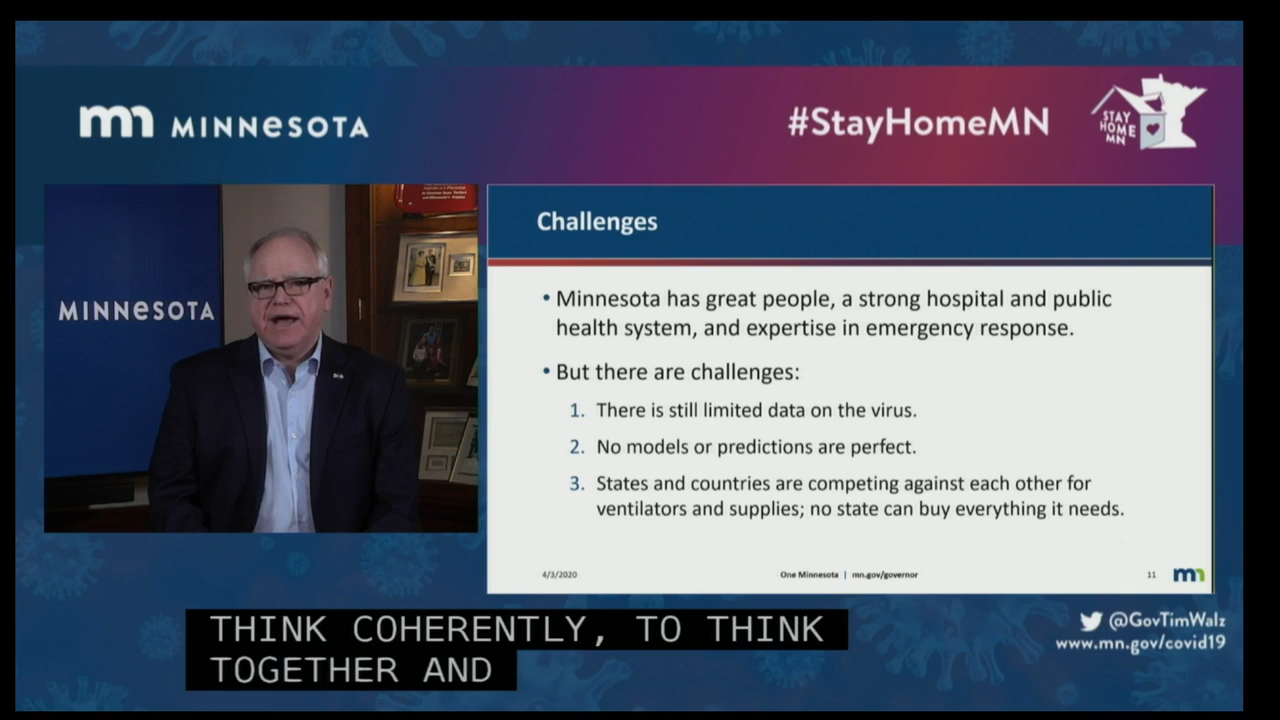 mn MINNESOTA
#StayHomeMN
STAY
HOME
MN
MINNESOTA
Challenges
• Minnesota has great people, a strong hospital and public
health system, and expertise in emergency response.
• But there are challenges:
1. There is still limited data on the virus.
2. No models or predictions are perfect.
3. States and countries are competing against each other for
ventilators and supplies; no state can buy everything it needs.
4/3/2020
One Minnesota | mn.gov/governor
11
mn
THINK COHERENTLY, TO THINK
TOGETHER AND
@GovTimWalz
www.mn.gov/covid19